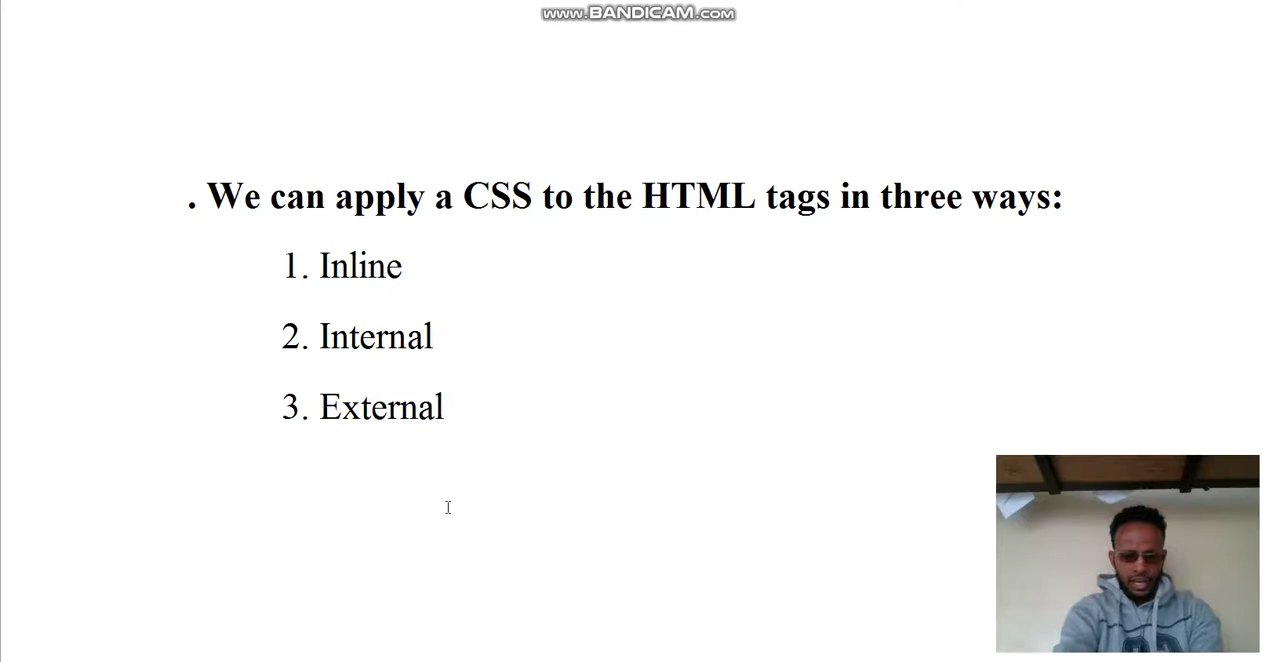 www.BANDICAM.com
. We can apply a CSS to the HTML tags in three ways:
1. Inline
2. Internal
3. External